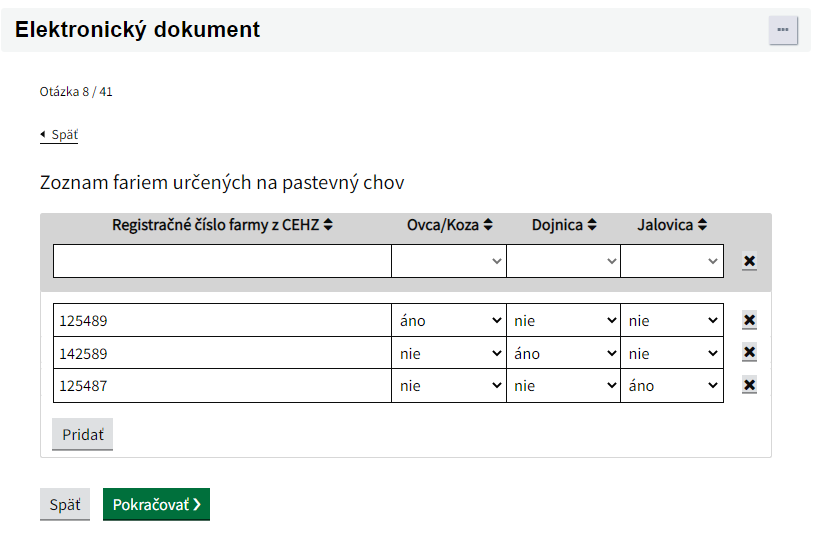 Elektronický dokument
Otázka 8 / 41
Späť
Zoznam fariem určených na pastevný chov
Registračné číslo farmy z CEHZ Ovca/Koza Dojnica Jalovica
125489 áno nie nie
142589 nie áno nie
125487 nie nie áno
Pridať
Späť Pokračovať